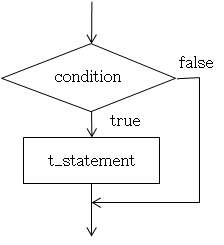 condition
false
true
t_statement